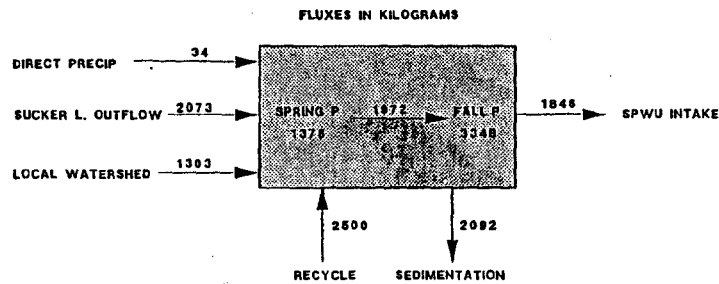 FLUXES IN KILOGRAMS
DIRECT PRECIP 34
SUCKER L. OUTFLOW 2073
LOCAL WATERSHED 1303
SPRING P
1376
1972
FALL P
3348
1846
SPWU INTAKE
2500
2092
RECYCLE
SEDIMENTATION